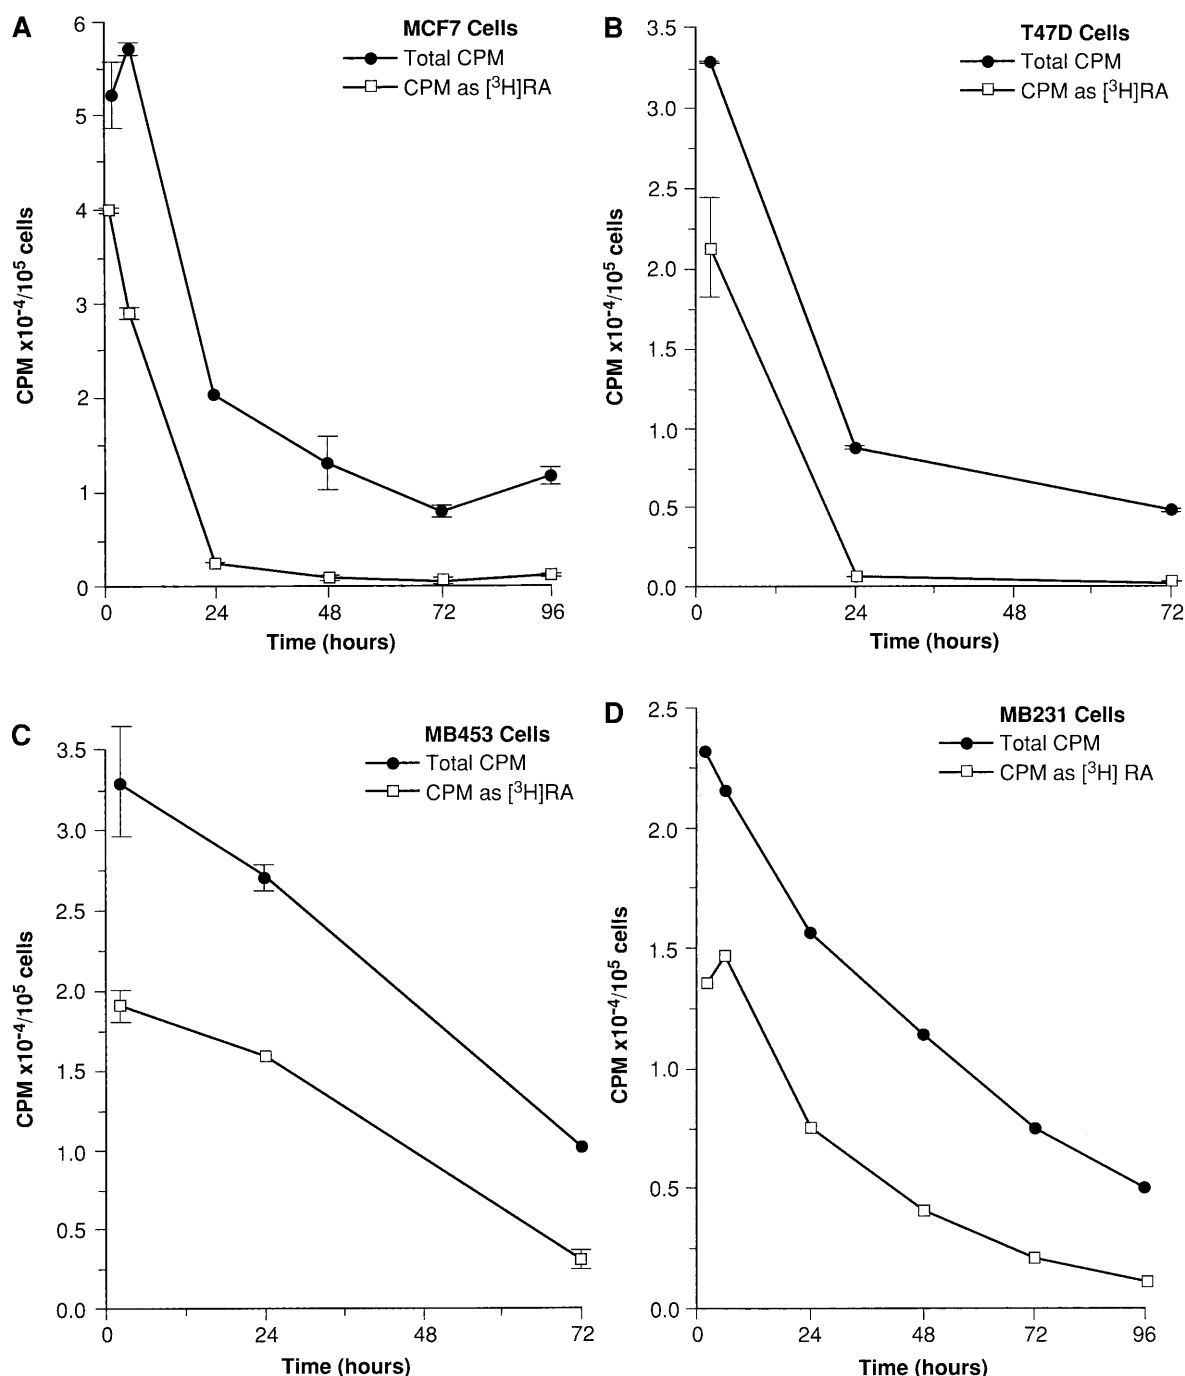 A
MCF7 Cells
Total CPM
CPM as [³H]RA
CPM x10⁻⁴/10⁵ cells
6
5
4
3
2
1
0
0 24 48 72 96
Time (hours)
B
T47D Cells
Total CPM
CPM as [³H]RA
CPM x10⁻⁴/10⁵ cells
3.5
3.0
2.5
2.0
1.5
1.0
0.5
0.0
0 24 48 72
Time (hours)
C
MB453 Cells
Total CPM
CPM as [³H]RA
CPM x10⁻⁴/10⁵ cells
3.5
3.0
2.5
2.0
1.5
1.0
0.5
0.0
0 24 48 72
Time (hours)
D
MB231 Cells
Total CPM
CPM as [³H] RA
CPM x10⁻⁴/10⁵ cells
2.5
2.0
1.5
1.0
0.5
0.0
0 24 48 72 96
Time (hours)